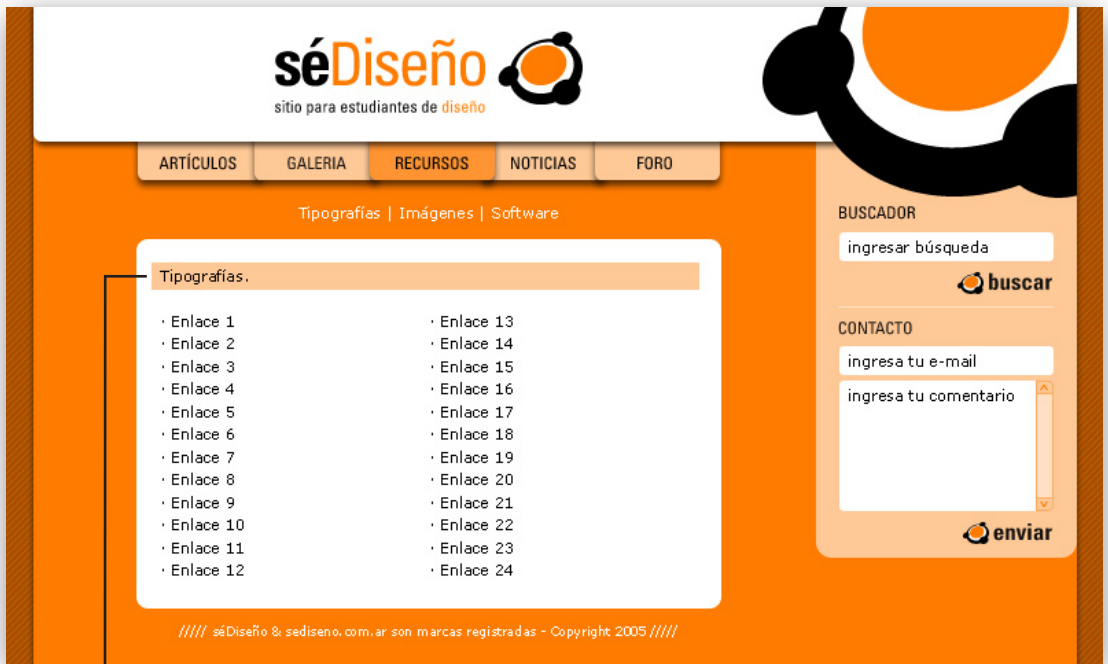 séDiseño
sitio para estudiantes de diseño
ARTÍCULOS GALERIA RECURSOS NOTICIAS FORO
Tipografías | Imágenes | Software
Tipografías.
· Enlace 1
· Enlace 2
· Enlace 3
· Enlace 4
· Enlace 5
· Enlace 6
· Enlace 7
· Enlace 8
· Enlace 9
· Enlace 10
· Enlace 11
· Enlace 12
· Enlace 13
· Enlace 14
· Enlace 15
· Enlace 16
· Enlace 17
· Enlace 18
· Enlace 19
· Enlace 20
· Enlace 21
· Enlace 22
· Enlace 23
· Enlace 24
BUSCADOR
ingresar búsqueda
buscar
CONTACTO
ingresa tu e-mail
ingresa tu comentario
enviar
///// séDiseño & sediseno.com.ar son marcas registradas - Copyright 2005 /////